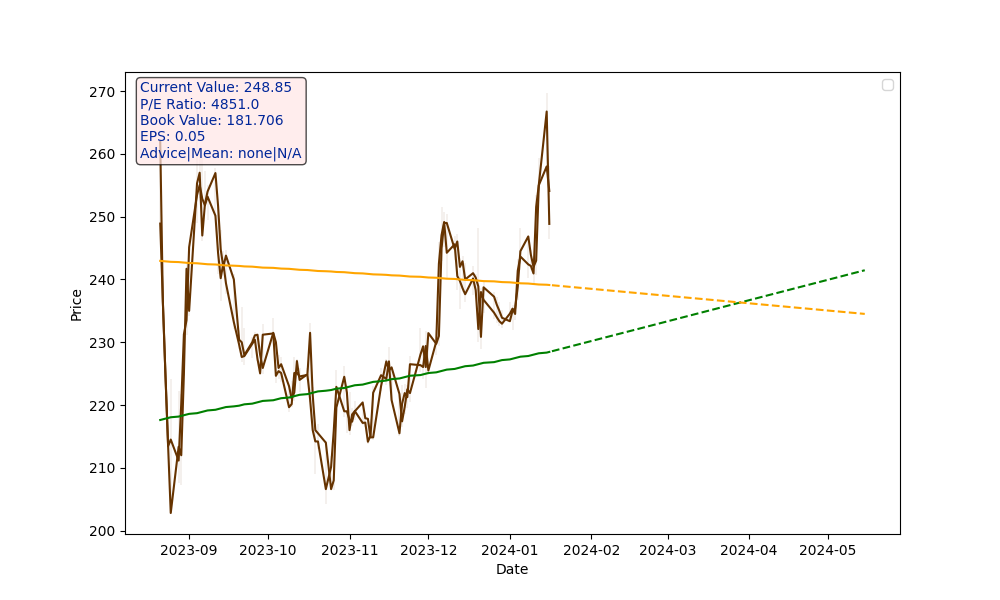 Current Value: 248.85
P/E Ratio: 4851.0
Book Value: 181.706
EPS: 0.05
Advice|Mean: none|N/A
270
260
250
240
230
220
210
200
Price
2023-09 2023-10 2023-11 2023-12 2024-01 2024-02 2024-03 2024-04 2024-05
Date